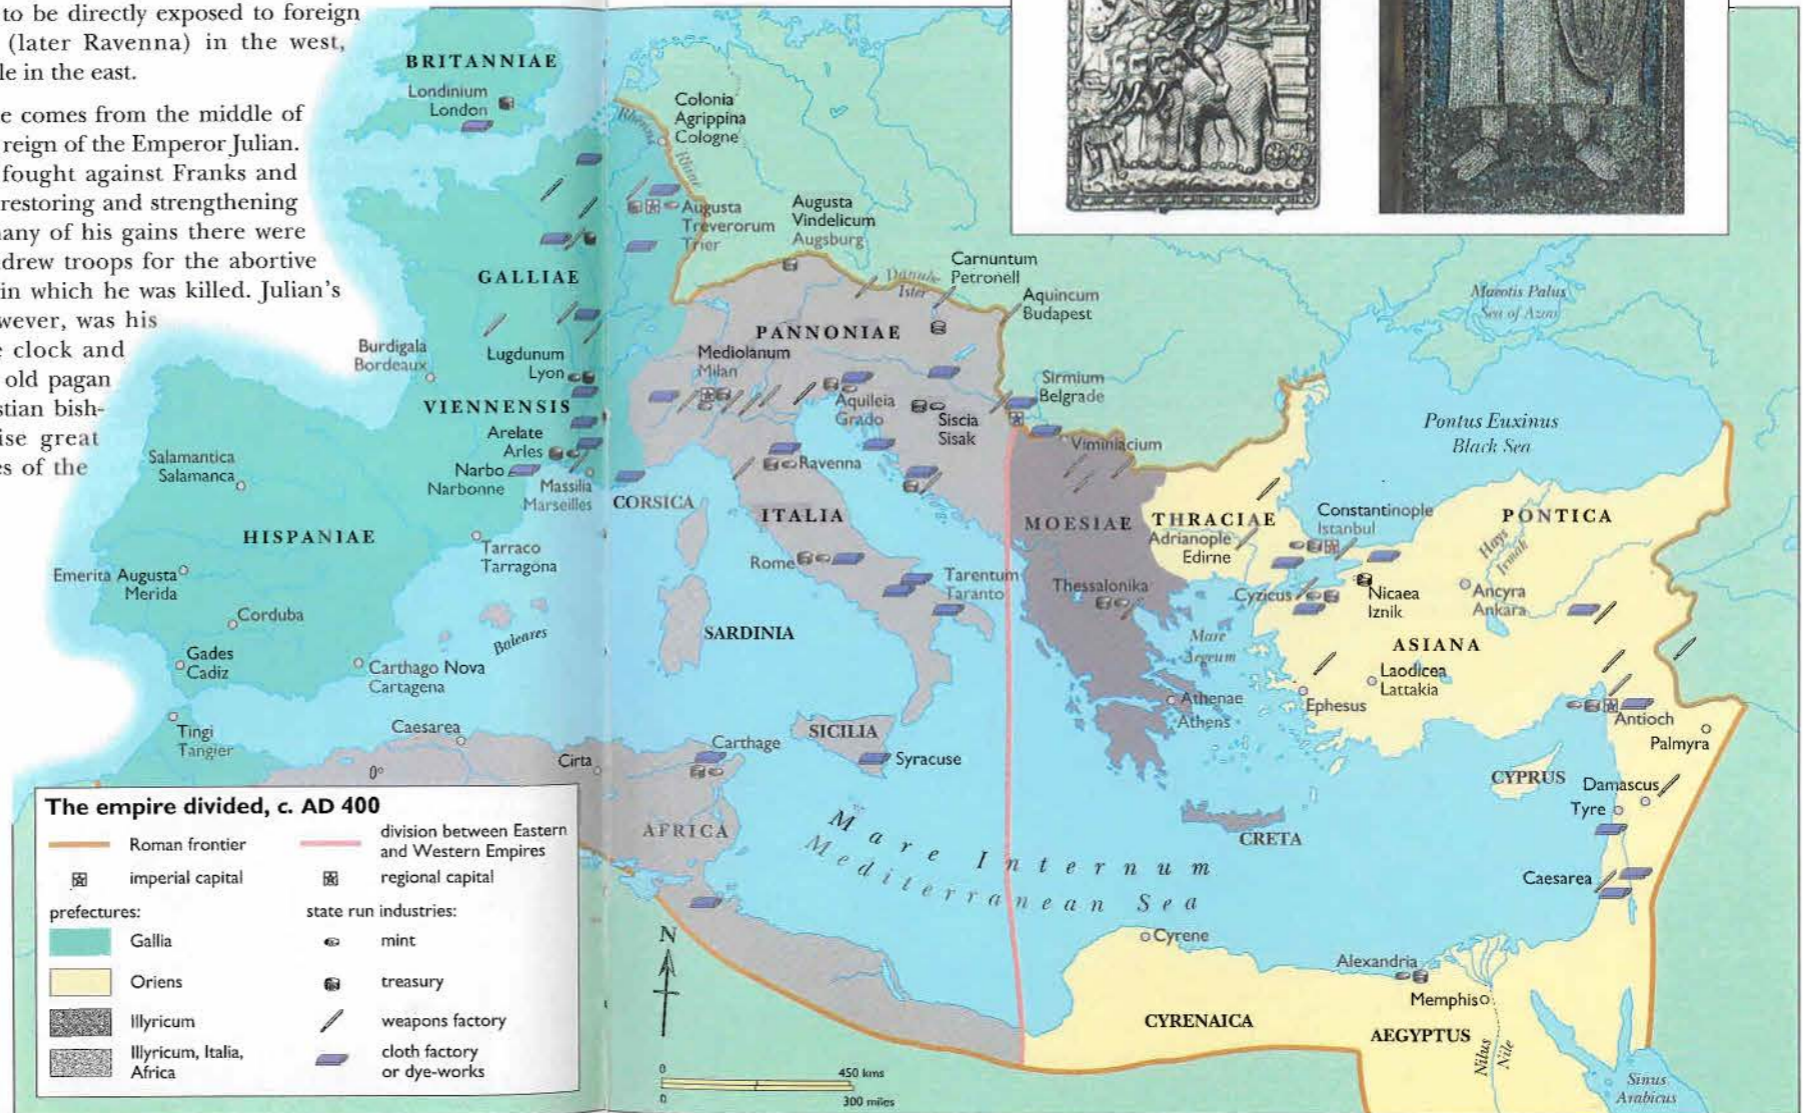 to be directly exposed to foreign
(later Ravenna) in the west,
le in the east.
e comes from the middle of
reign of the Emperor Julian.
fought against Franks and
restoring and strengthening
nany of his gains there were
drew troops for the abortive
in which he was killed. Julian's
wever, was his
e clock and
old pagan
stian bish-
ise great
es of the
BRITANNIAE
Londinium
London
Colonia
Agrippina
Cologne
Rhenus
Rhine
Augusta
Treverorum
Trier
Augusta
Vindelicum
Augsburg
GALLIAE
Danube
Ister
Carnuntum
Petronell
Aquincum
Budapest
Maeotis Palus
Sea of Azov
PANNONIAE
Burdigala
Bordeaux
Lugdunum
Lyon
Mediolanum
Milan
Sirmium
Belgrade
VIENNENSIS
Aquileia
Grado
Siscia
Sisak
Pontus Euxinus
Black Sea
Arelate
Arles
Viminacium
Salamantica
Salamanca
Narbo
Narbonne
Massilia
Marseilles
Ravenna
CORSICA
ITALIA
MOESIAE
THRACIAE
Adrianople
Edirne
Constantinople
Istanbul
PONTICA
Hays
Irmak
HISPANIAE
Tarraco
Tarragona
Rome
Emerita Augusta
Merida
Tarentum
Taranto
Thessalonika
Cyzicus
Nicaea
Iznik
Ancyra
Ankara
Corduba
Baleares
SARDINIA
Mare
Aegeum
ASIANA
Gades
Cadiz
Carthago Nova
Cartagena
Laodicea
Lattakia
Athenae
Athens
Ephesus
Antioch
Palmyra
Tingi
Tangier
Caesarea
SICILIA
Carthage
Cirta
Syracuse
0°
CYPRUS
Damascus
Tyre
AFRICA
CRETA
Mare Internum
Mediterranean Sea
Caesarea
Cyrene
Alexandria
Memphis
CYRENAICA
AEGYPTUS
Nilus
Nile
Sinus
Arabicus
The empire divided, c. AD 400
Roman frontier
division between Eastern
and Western Empires
imperial capital
regional capital
prefectures:
state run industries:
Gallia
mint
Oriens
treasury
Illyricum
weapons factory
Illyricum, Italia,
Africa
cloth factory
or dye-works
N
0
450 kms
0
300 miles